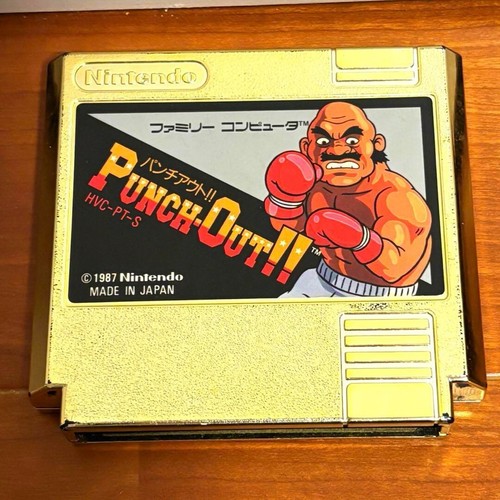 Nintendo
ファミリー コンピュータ™
パンチアウト!!
PUNCH-OUT!!™
HVC-PT-S
© 1987 Nintendo
MADE IN JAPAN